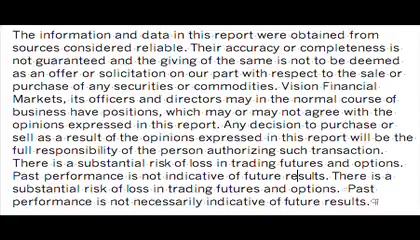 The information and data in this report were obtained from
sources considered reliable. Their accuracy or completeness is
not guaranteed and the giving of the same is not to be deemed
as an offer or solicitation on our part with respect to the sale or
purchase of any securities or commodities. Vision Financial
Markets, its officers and directors may in the normal course of
business have positions, which may or may not agree with the
opinions expressed in this report. Any decision to purchase or
sell as a result of the opinions expressed in this report will be the
full responsibility of the person authorizing such transaction.
There is a substantial risk of loss in trading futures and options.
Past performance is not indicative of future results. There is a
substantial risk of loss in trading futures and options.  Past
performance is not necessarily indicative of future results.¶